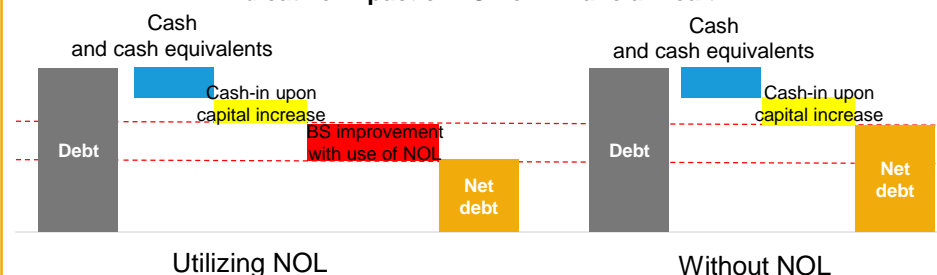 Cash
and cash equivalents
Cash-in upon
capital increase
BS improvement
with use of NOL
Debt
Net
debt
Utilizing NOL
Cash
and cash equivalents
Cash-in upon
capital increase
Debt
Net
debt
Without NOL